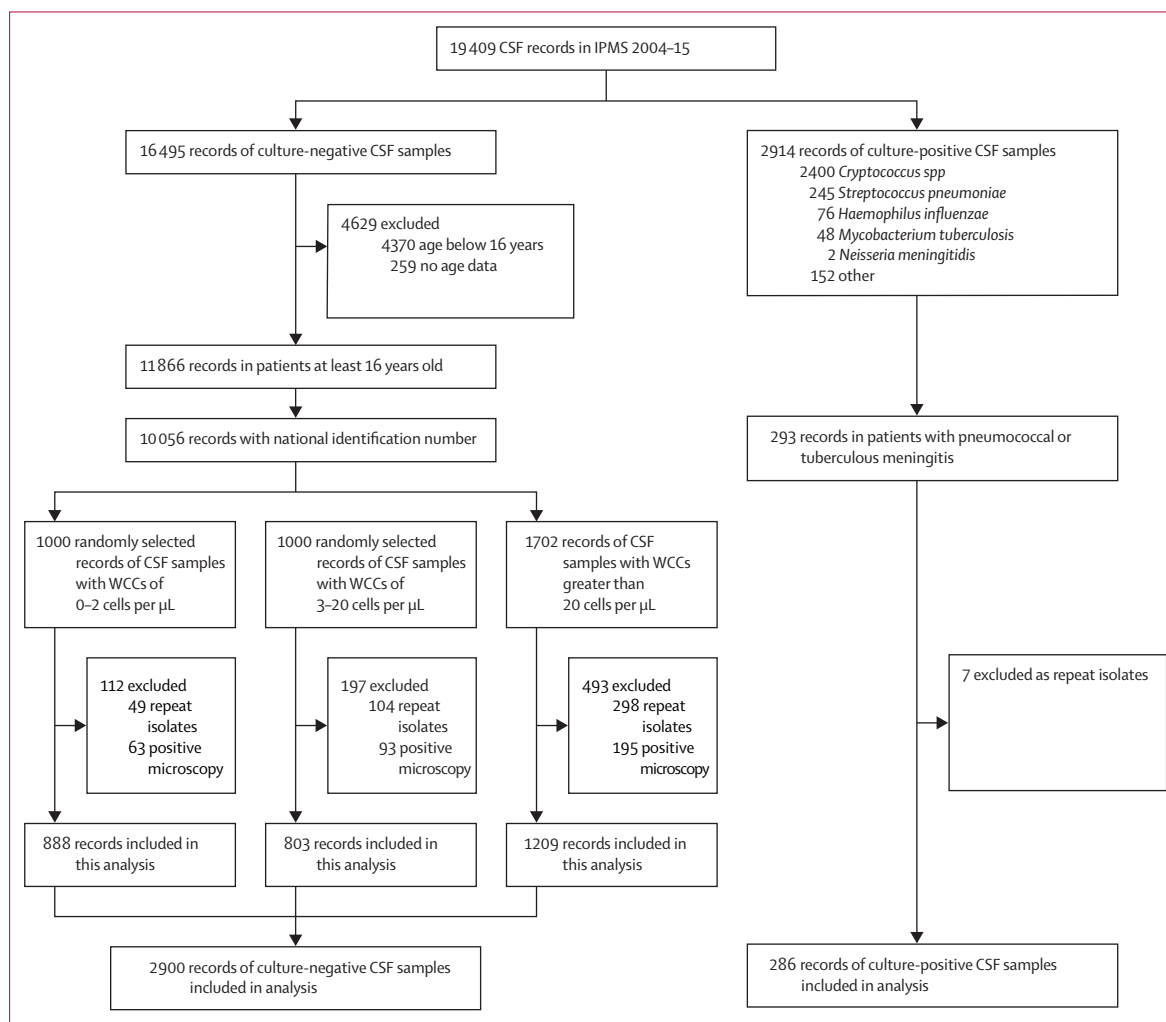 19 409 CSF records in IPMS 2004–15
16 495 records of culture-negative CSF samples
2914 records of culture-positive CSF samples
2400 Cryptococcus spp
245 Streptococcus pneumoniae
76 Haemophilus influenzae
48 Mycobacterium tuberculosis
2 Neisseria meningitidis
152 other
4629 excluded
4370 age below 16 years
259 no age data
11 866 records in patients at least 16 years old
10 056 records with national identification number
293 records in patients with pneumococcal or
tuberculous meningitis
1000 randomly selected
records of CSF samples
with WCCs of
0–2 cells per µL
1000 randomly selected
records of CSF samples
with WCCs of
3–20 cells per µL
1702 records of CSF
samples with WCCs
greater than
20 cells per µL
112 excluded
49 repeat
isolates
63 positive
microscopy
197 excluded
104 repeat
isolates
93 positive
microscopy
493 excluded
298 repeat
isolates
195 positive
microscopy
7 excluded as repeat isolates
888 records included in
this analysis
803 records included in
this analysis
1209 records included in
this analysis
2900 records of culture-negative CSF samples
included in analysis
286 records of culture-positive CSF samples
included in analysis